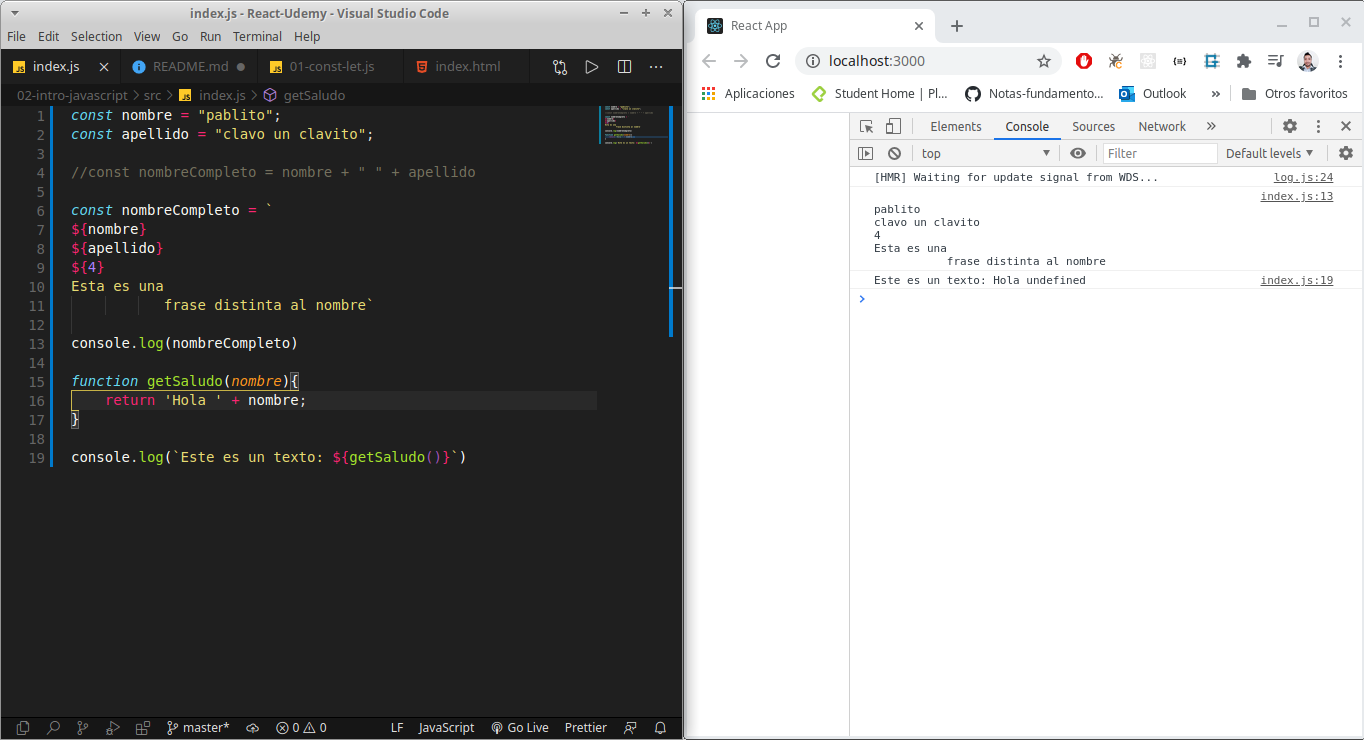 index.js - React-Udemy - Visual Studio Code
File Edit Selection View Go Run Terminal Help
index.js README.md 01-const-let.js index.html
02-intro-javascript > src > index.js > getSaludo
1 const nombre = "pablito";
2 const apellido = "clavo un clavito";
3
4 //const nombreCompleto = nombre + " " + apellido
5
6 const nombreCompleto = `
7 ${nombre}
8 ${apellido}
9 ${4}
10 Esta es una
11 frase distinta al nombre`
12
13 console.log(nombreCompleto)
14
15 function getSaludo(nombre){
16 return 'Hola ' + nombre;
17 }
18
19 console.log(`Este es un texto: ${getSaludo()}`)
master* 0 0 LF JavaScript Go Live Prettier
React App
localhost:3000
Aplicaciones Student Home | Pl... Notas-fundamento... Outlook » Otros favoritos
Elements Console Sources Network »
top Filter Default levels
[HMR] Waiting for update signal from WDS... log.js:24
index.js:13
pablito
clavo un clavito
4
Esta es una
frase distinta al nombre
Este es un texto: Hola undefined index.js:19
>